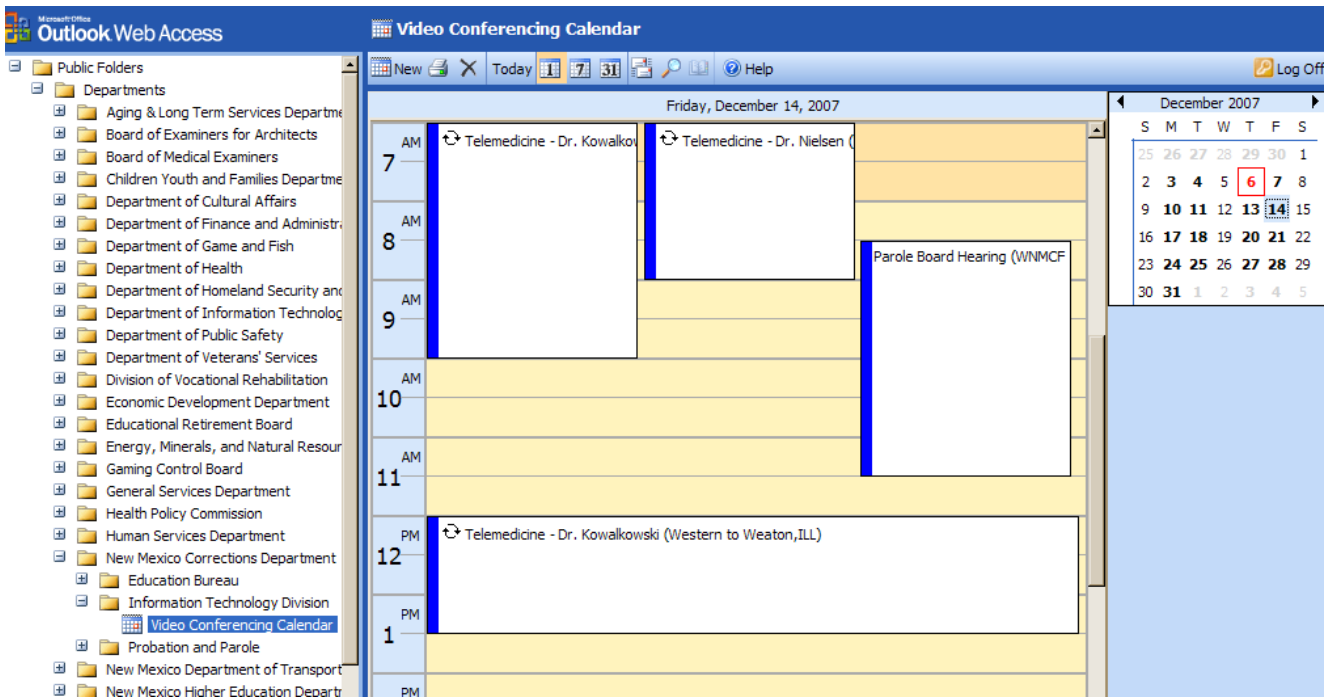 Microsoft Office
Outlook Web Access
Video Conferencing Calendar
New Today 1 7 31 Help Log Off
Public Folders
Departments
Aging & Long Term Services Departme
Board of Examiners for Architects
Board of Medical Examiners
Children Youth and Families Departme
Department of Cultural Affairs
Department of Finance and Administra
Department of Game and Fish
Department of Health
Department of Homeland Security and
Department of Information Technolog
Department of Public Safety
Department of Veterans' Services
Division of Vocational Rehabilitation
Economic Development Department
Educational Retirement Board
Energy, Minerals, and Natural Resour
Gaming Control Board
General Services Department
Health Policy Commission
Human Services Department
New Mexico Corrections Department
Education Bureau
Information Technology Division
Video Conferencing Calendar
Probation and Parole
New Mexico Department of Transport
New Mexico Higher Education Departr
Friday, December 14, 2007
AM
7
Telemedicine - Dr. Kowalkov
Telemedicine - Dr. Nielsen (
AM
8
Parole Board Hearing (WNMCF
AM
9
AM
10
AM
11
PM
12
Telemedicine - Dr. Kowalkowski (Western to Weaton,ILL)
PM
1
PM
December 2007
S M T W T F S
25 26 27 28 29 30 1
2 3 4 5 6 7 8
9 10 11 12 13 14 15
16 17 18 19 20 21 22
23 24 25 26 27 28 29
30 31 1 2 3 4 5